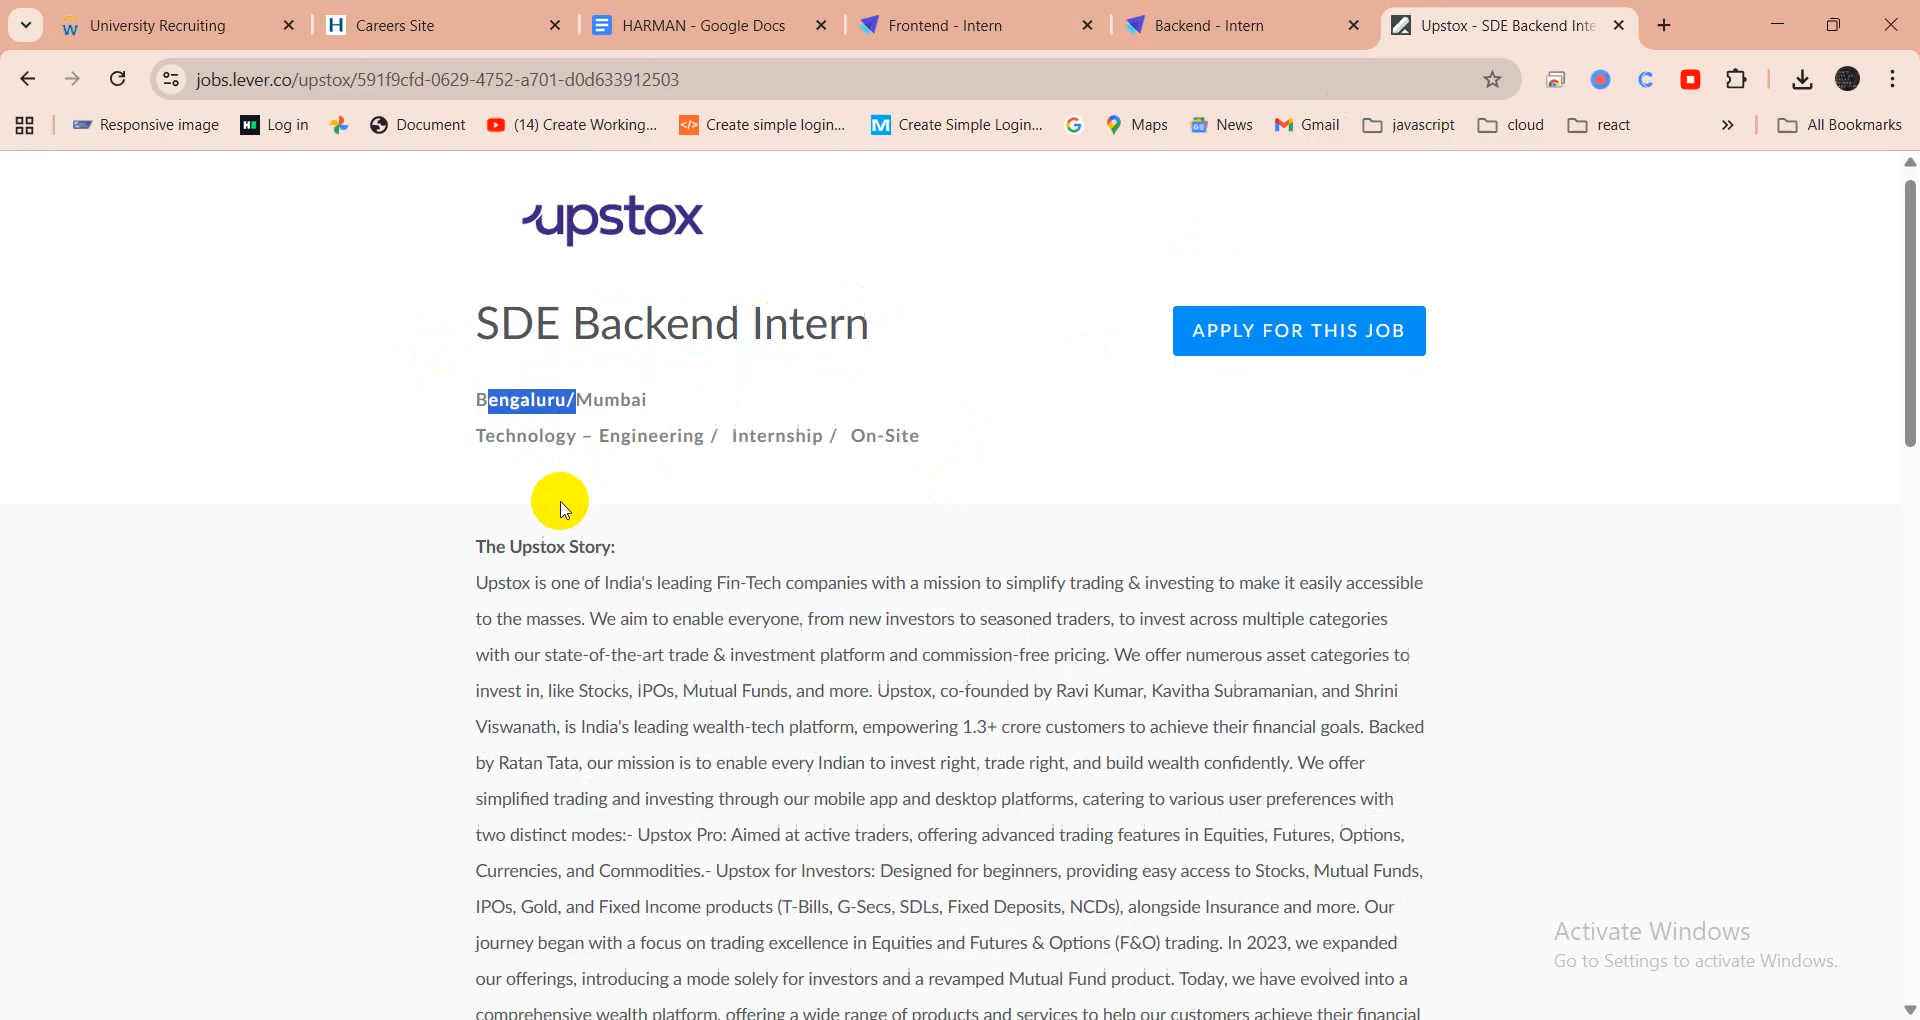 University Recruiting
Careers Site
HARMAN - Google Docs
Frontend - Intern
Backend - Intern
Upstox - SDE Backend Inte
jobs.lever.co/upstox/591f9cfd-0629-4752-a701-d0d633912503
Responsive image
Log in
Document
(14) Create Working...
Create simple login...
Create Simple Login...
Maps
News
Gmail
javascript
cloud
react
All Bookmarks
upstox
SDE Backend Intern
APPLY FOR THIS JOB
Bengaluru/Mumbai
Technology – Engineering / Internship / On-Site
The Upstox Story:
Upstox is one of India's leading Fin-Tech companies with a mission to simplify trading & investing to make it easily accessible
to the masses. We aim to enable everyone, from new investors to seasoned traders, to invest across multiple categories
with our state-of-the-art trade & investment platform and commission-free pricing. We offer numerous asset categories to
invest in, like Stocks, IPOs, Mutual Funds, and more. Upstox, co-founded by Ravi Kumar, Kavitha Subramanian, and Shrini
Viswanath, is India's leading wealth-tech platform, empowering 1.3+ crore customers to achieve their financial goals. Backed
by Ratan Tata, our mission is to enable every Indian to invest right, trade right, and build wealth confidently. We offer
simplified trading and investing through our mobile app and desktop platforms, catering to various user preferences with
two distinct modes:- Upstox Pro: Aimed at active traders, offering advanced trading features in Equities, Futures, Options,
Currencies, and Commodities.- Upstox for Investors: Designed for beginners, providing easy access to Stocks, Mutual Funds,
IPOs, Gold, and Fixed Income products (T-Bills, G-Secs, SDLs, Fixed Deposits, NCDs), alongside Insurance and more. Our
journey began with a focus on trading excellence in Equities and Futures & Options (F&O) trading. In 2023, we expanded
our offerings, introducing a mode solely for investors and a revamped Mutual Fund product. Today, we have evolved into a
comprehensive wealth platform, offering a wide range of products and services to help our customers achieve their financial
Activate Windows
Go to Settings to activate Windows.